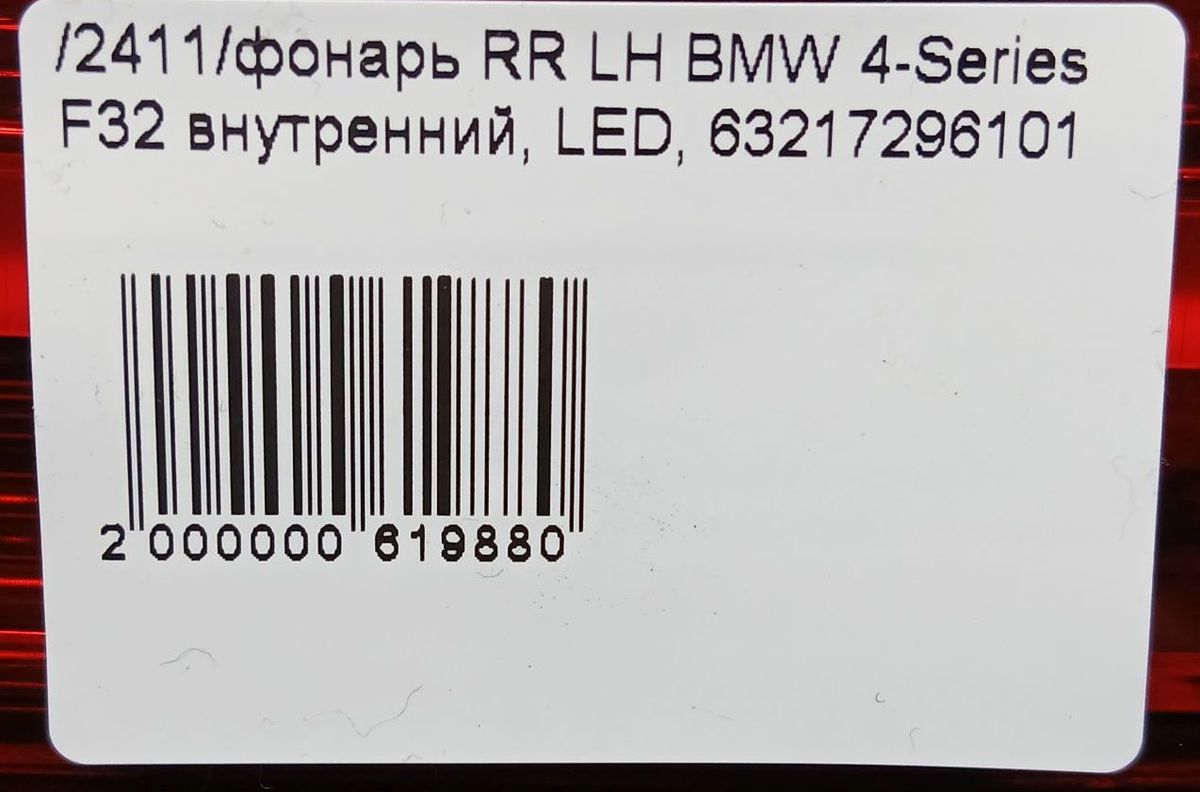 /2411/фонарь RR LH BMW 4-Series
F32 внутренний, LED, 63217296101
2 000000 619880